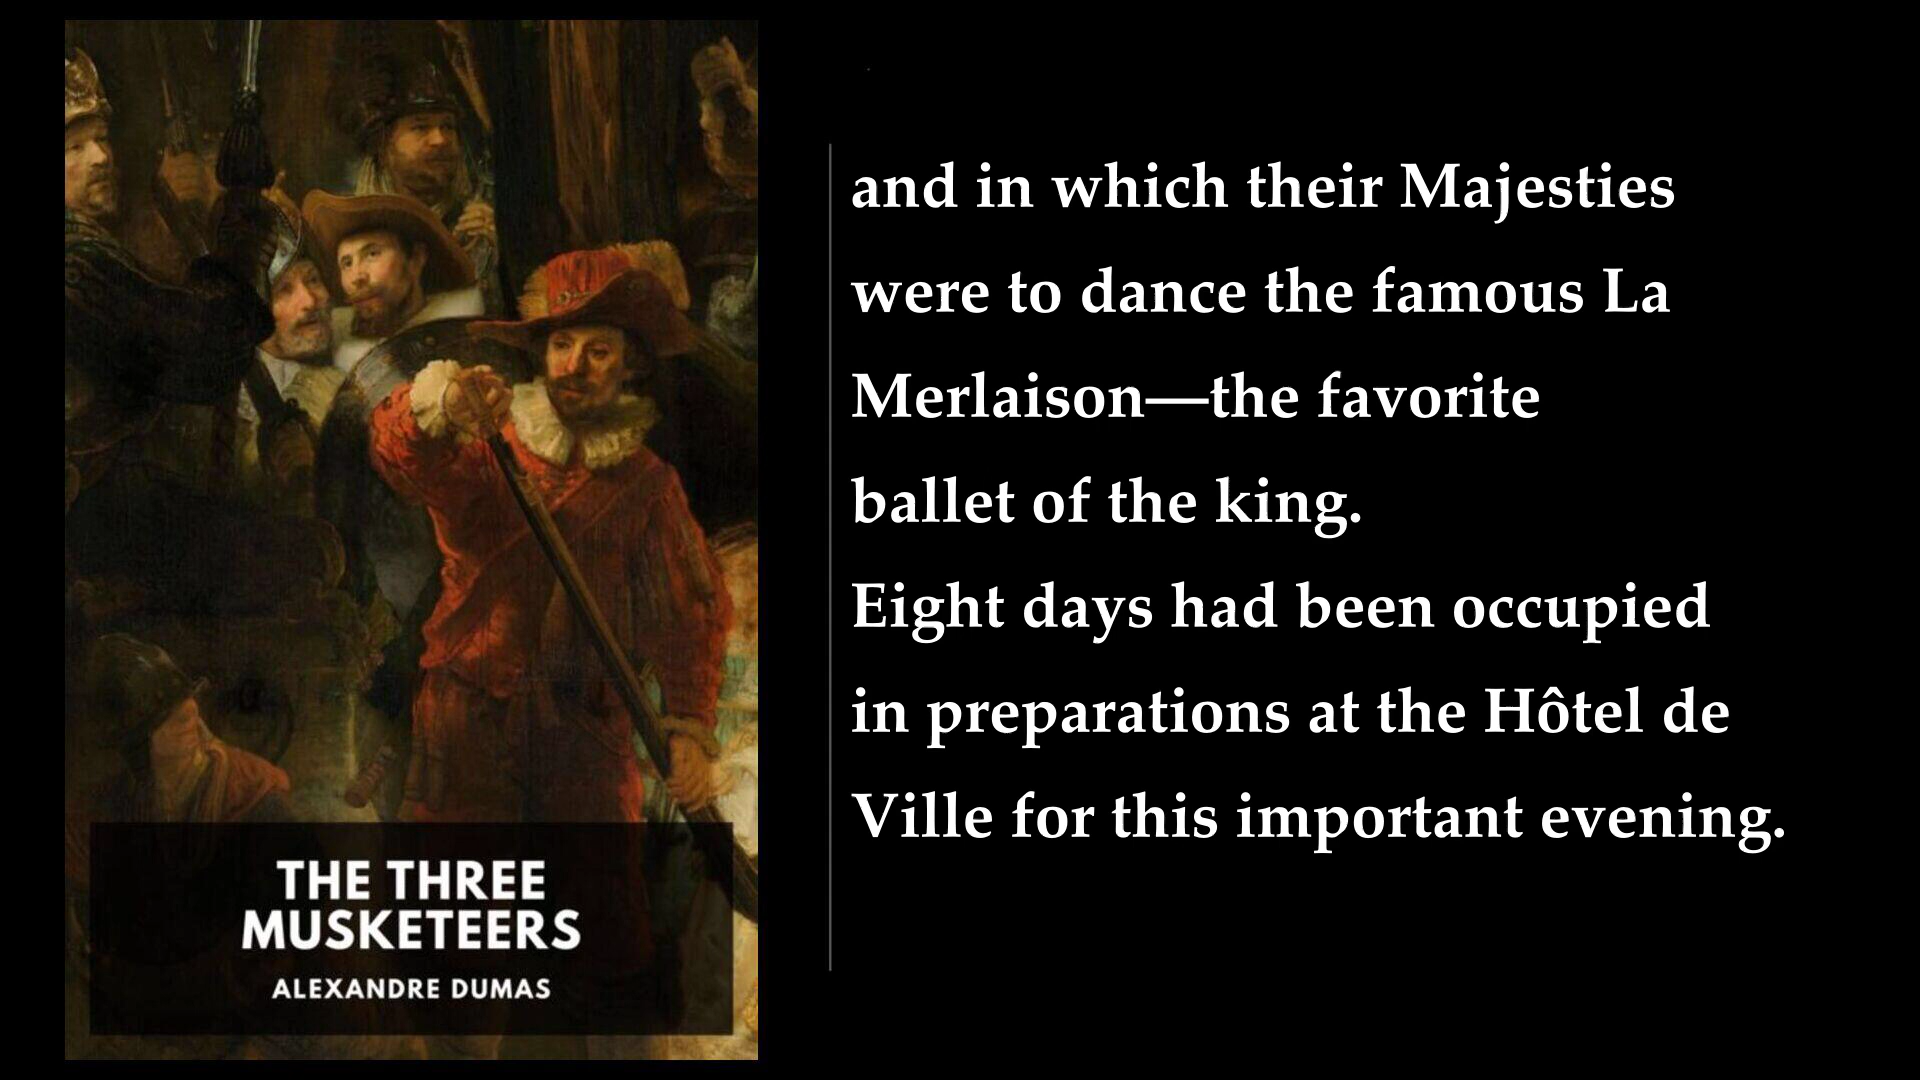 THE THREE
MUSKETEERS
ALEXANDRE DUMAS
and in which their Majesties
were to dance the famous La
Merlaison—the favorite
ballet of the king.
Eight days had been occupied
in preparations at the Hôtel de
Ville for this important evening.